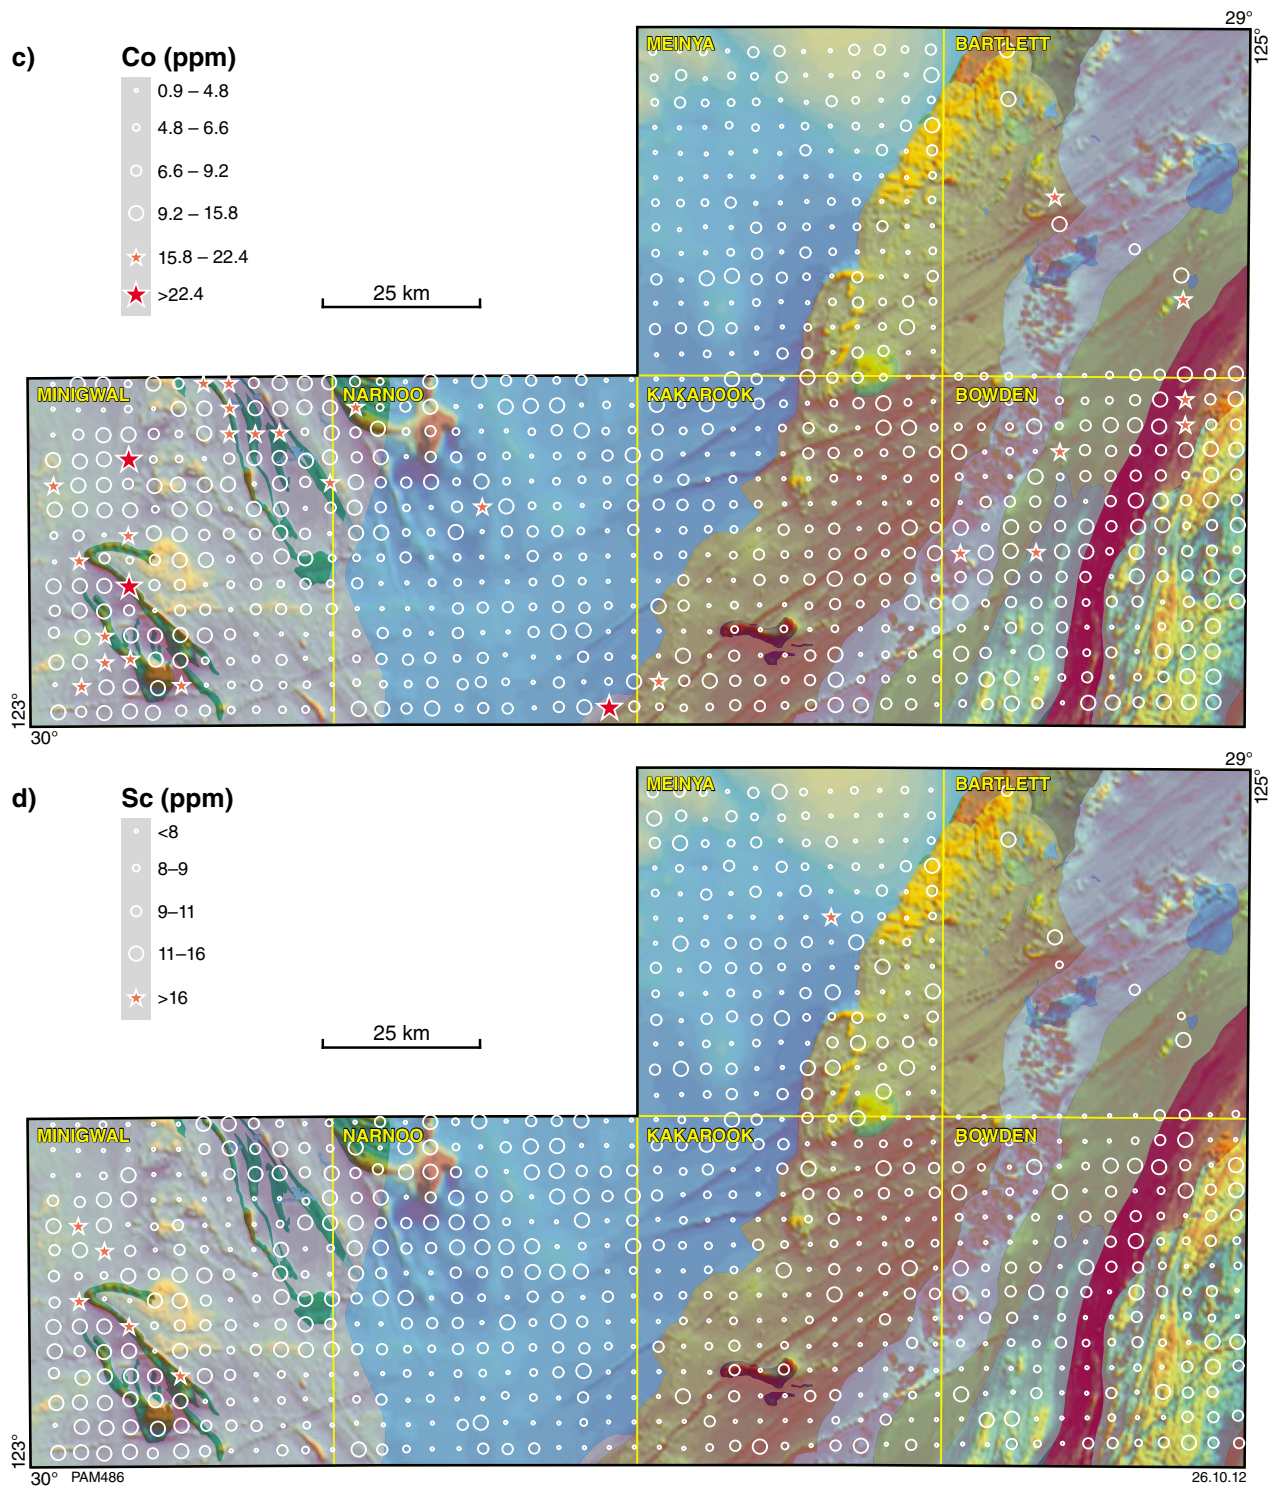 29°
125°
c)
Co (ppm)
0.9 – 4.8
4.8 – 6.6
6.6 – 9.2
9.2 – 15.8
15.8 – 22.4
>22.4
25 km
MEINYA
BARTLETT
MINIGWAL
NARNOO
KAKAROOK
BOWDEN
123°
30°
29°
125°
d)
Sc (ppm)
<8
8–9
9–11
11–16
>16
25 km
MEINYA
BARTLETT
MINIGWAL
NARNOO
KAKAROOK
BOWDEN
123°
30°
PAM486
26.10.12